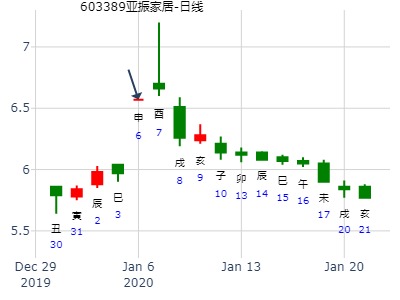 603389亚振家居-日线
7
6.5
6
5.5
丑
30
寅
31
辰
2
巳
3
申
6
酉
7
戌
8
亥
9
子
10
卯
13
辰
14
巳
15
午
16
未
17
戌
20
亥
21
Dec 29
2019
Jan 6
2020
Jan 13
Jan 20